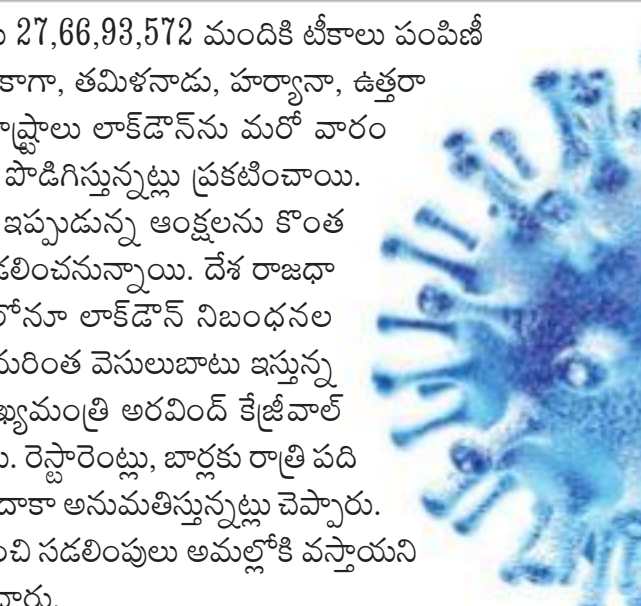 27,66,93,572 మందికి టీకాలు పంపిణీ
కాగా, తమిళనాడు, హర్యానా, ఉత్తరా
లాక్‌డౌన్‌ను మరో వారం
పొడిగిస్తున్నట్లు ప్రకటించాయి.
ఇప్పుడున్న ఆంక్షలను కొంత
డలించనున్నాయి. దేశ రాజధా
లోనూ లాక్‌డౌన్ నిబంధనల
మరింత వెసులుబాటు ఇస్తున్న
ఖ్యమంత్రి అరవింద్ కేజ్రీవాల్
రెస్టారెంట్లు, బార్లకు రాత్రి పది
దాకా అనుమతిస్తున్నట్లు చెప్పారు.
సడలింపులు అమల్లోకి వస్తాయని